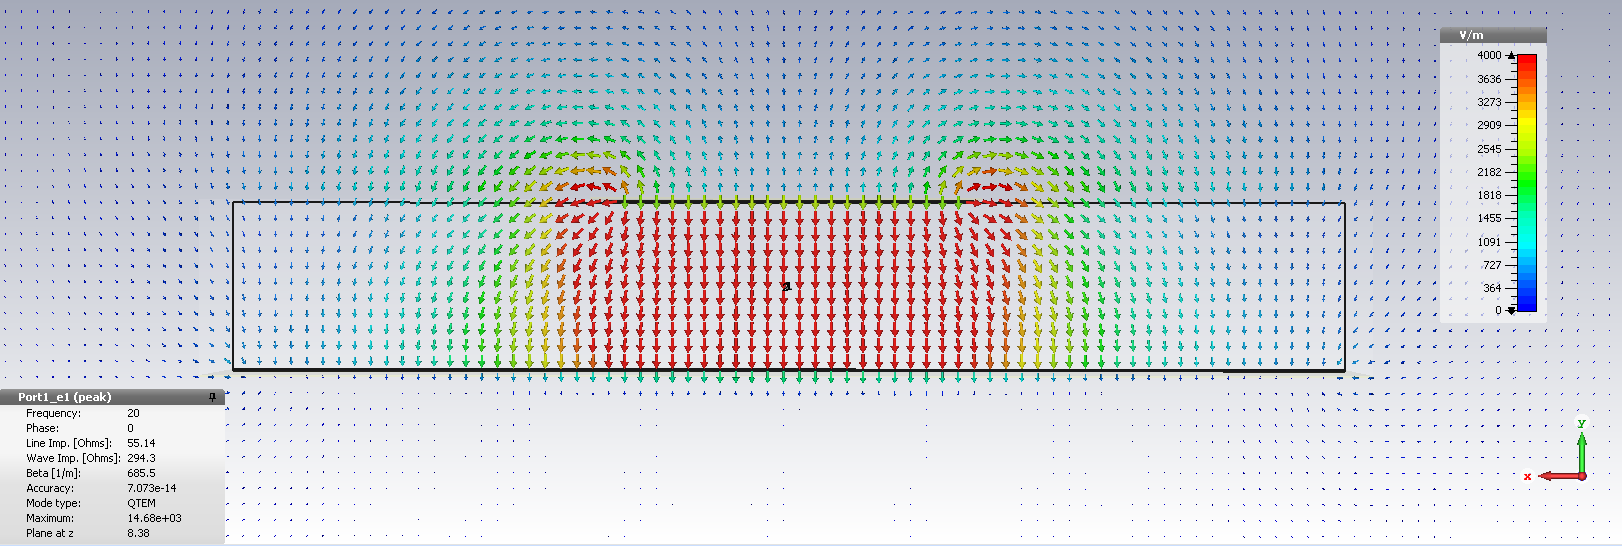 V/m
4000
3636
3273
2909
2545
2182
1818
1455
1091
727
364
0
1
Port1_e1 (peak)
Frequency: 20
Phase: 0
Line Imp. [Ohms]: 55.14
Wave Imp. [Ohms]: 294.3
Beta [1/m]: 685.5
Accuracy: 7.073e-14
Mode type: QTEM
Maximum: 14.68e+03
Plane at z 8.38
y
x